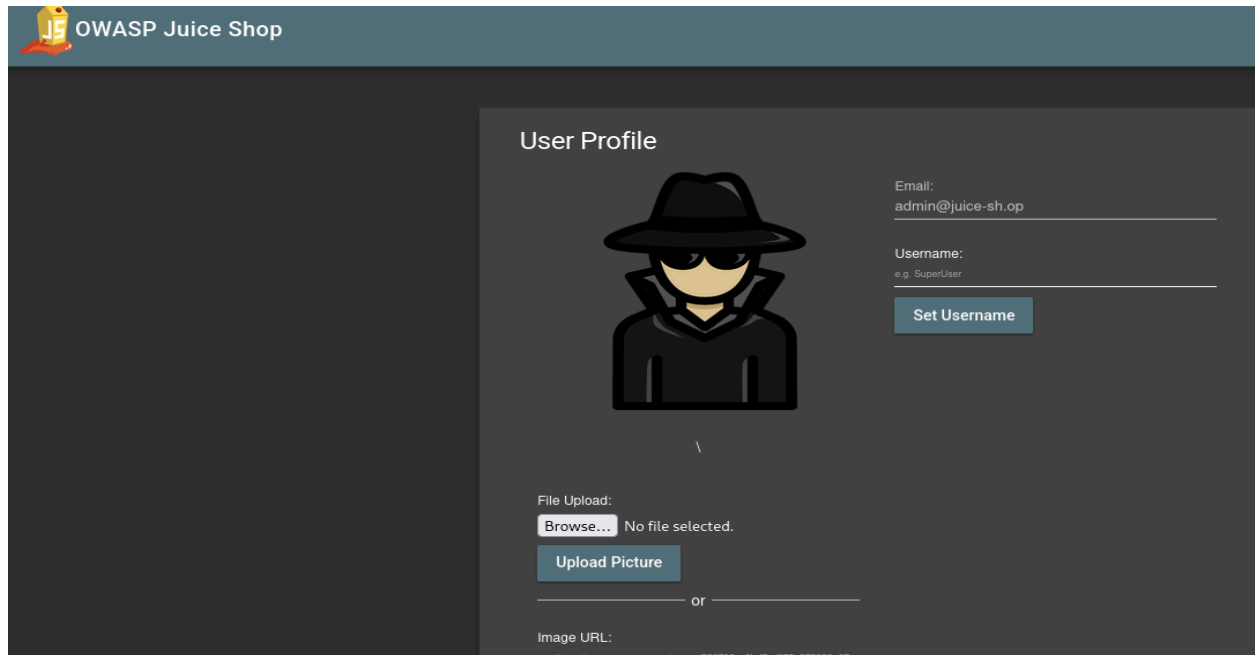 OWASP Juice Shop
User Profile
Email:
admin@juice-sh.op
Username:
e.g. SuperUser
Set Username
\
File Upload:
Browse... No file selected.
Upload Picture
or
Image URL: